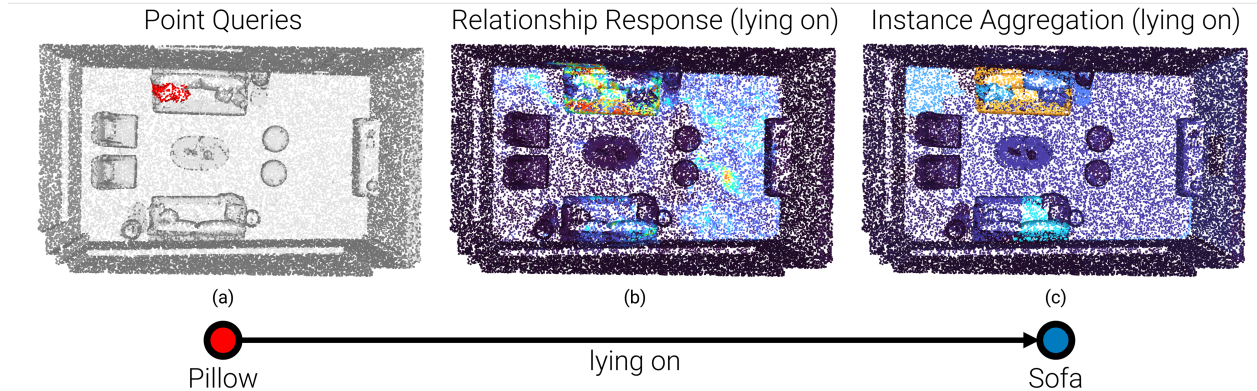 Point Queries
Relationship Response (lying on)
Instance Aggregation (lying on)
(a)
(b)
(c)
lying on
Pillow
Sofa